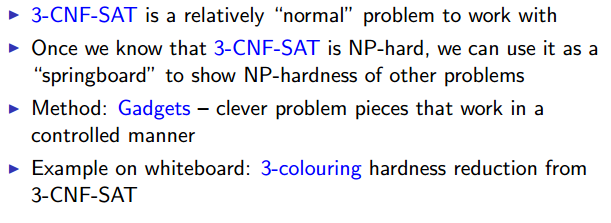 ▶ 3-CNF-SAT is a relatively “normal” problem to work with
▶ Once we know that 3-CNF-SAT is NP-hard, we can use it as a
“springboard” to show NP-hardness of other problems
▶ Method: Gadgets – clever problem pieces that work in a
controlled manner
▶ Example on whiteboard: 3-colouring hardness reduction from
3-CNF-SAT